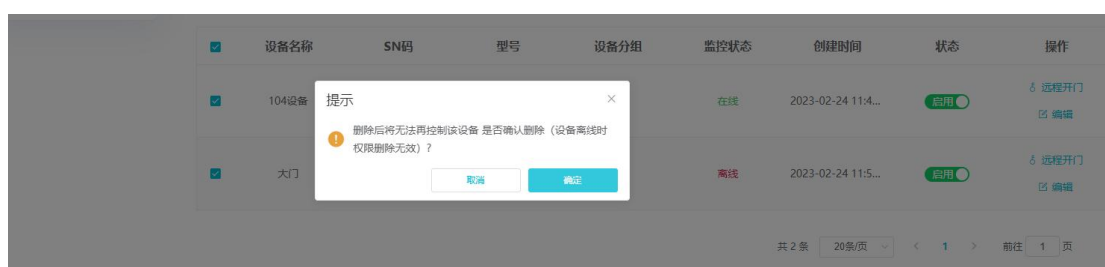 设备名称 SN码 型号 设备分组 监控状态 创建时间 状态 操作
104设备 在线 2023-02-24 11:4... 启用 远程开门
编辑
提示
删除后将无法再控制该设备 是否确认删除（设备离线时
权限删除无效）?
取消 确定
大门 离线 2023-02-24 11:5... 启用 远程开门
编辑
共 2 条 20条/页 1 前往 1 页